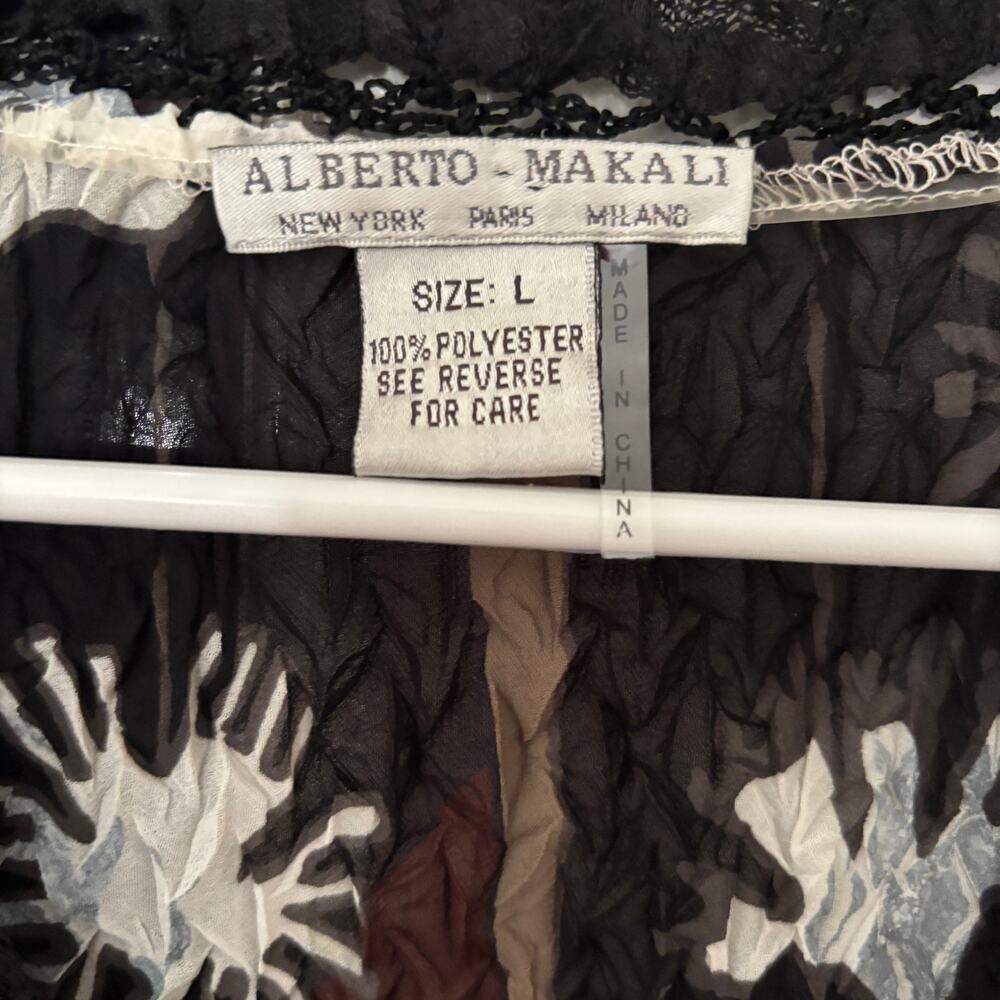 ALBERTO - MAKALI
NEW YORK PARIS MILANO
SIZE: L
100% POLYESTER
SEE REVERSE
FOR CARE
MADE IN CHINA